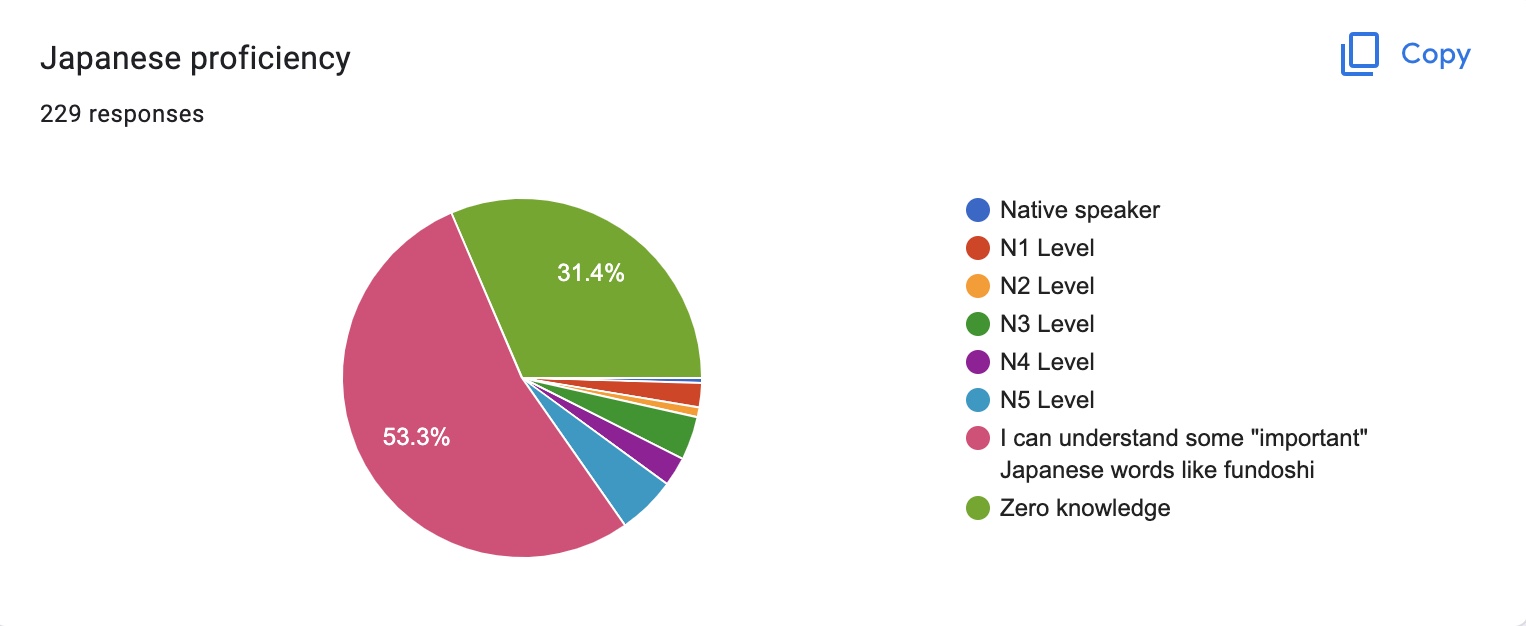 Japanese proficiency
Copy
229 responses
31.4%
53.3%
Native speaker
N1 Level
N2 Level
N3 Level
N4 Level
N5 Level
I can understand some "important"
Japanese words like fundoshi
Zero knowledge